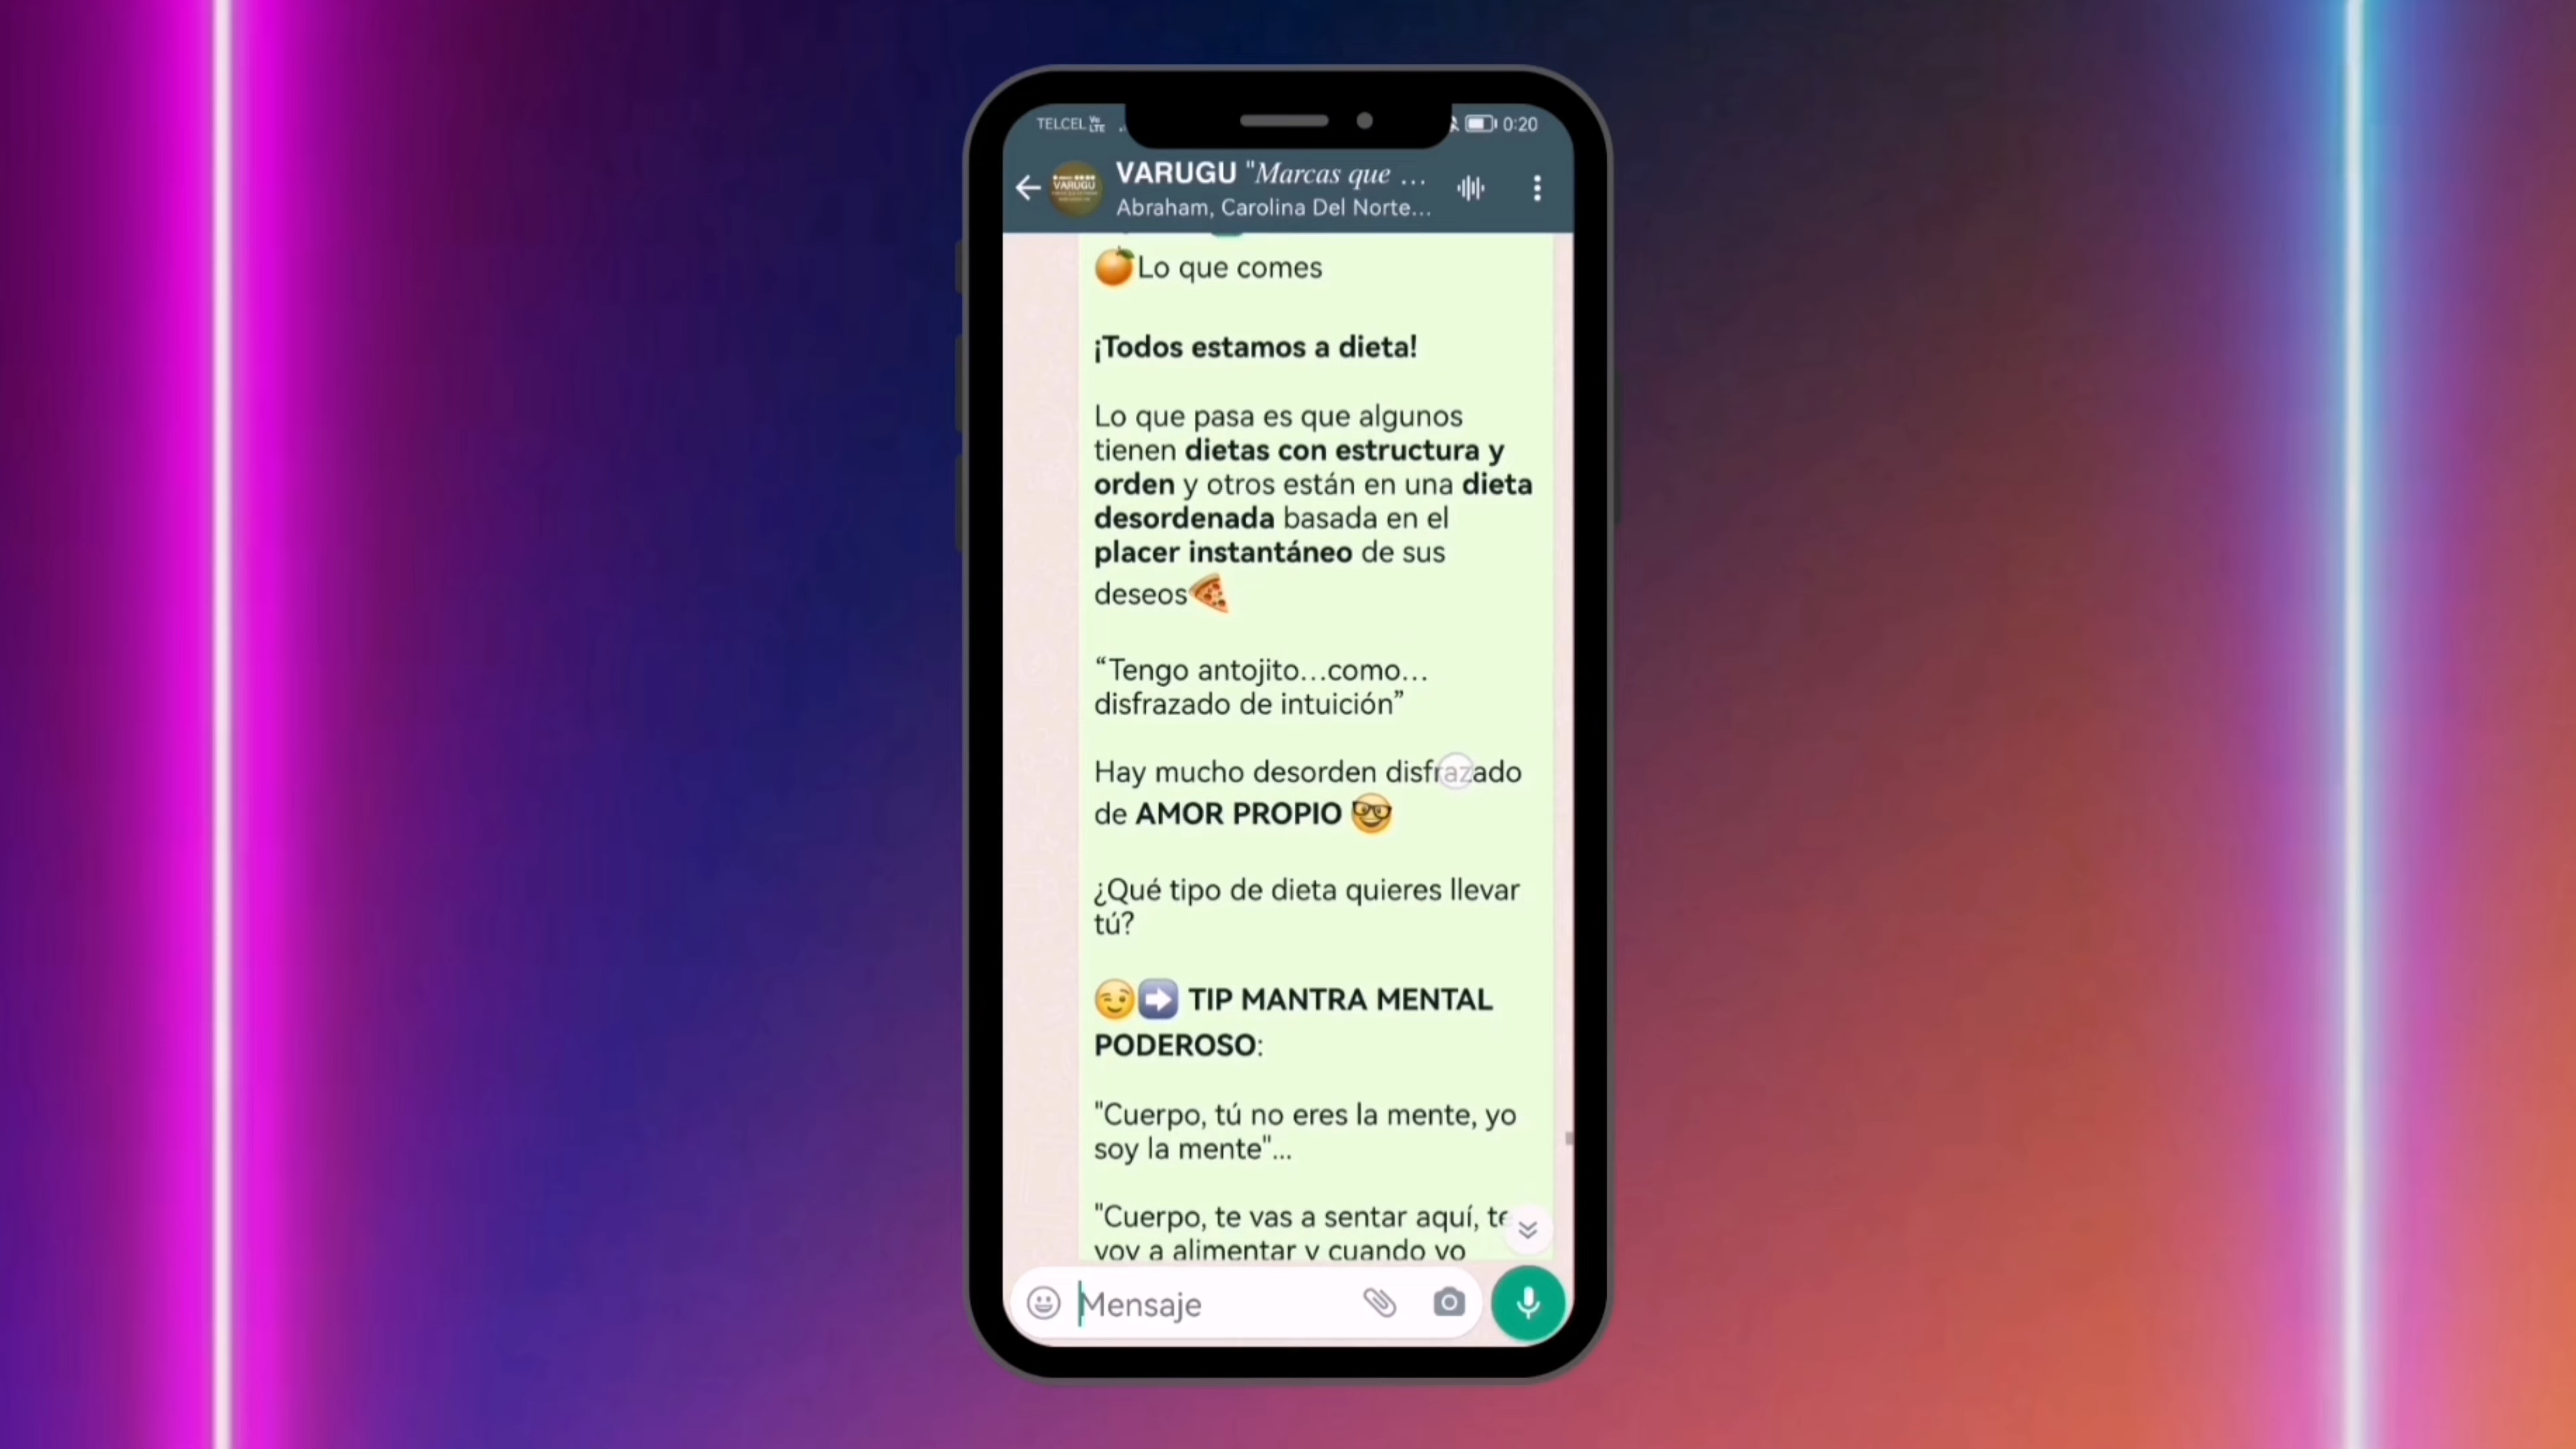 TELCEL Vo LTE
0:20
VARUGU "Marcas que ...
VARUGU
Abraham, Carolina Del Norte...
Lo que comes
¡Todos estamos a dieta!
Lo que pasa es que algunos
tienen dietas con estructura y
orden y otros están en una dieta
desordenada basada en el
placer instantáneo de sus
deseos
“Tengo antojito...como...
disfrazado de intuición”
Hay mucho desorden disfrazado
de AMOR PROPIO
¿Qué tipo de dieta quieres llevar
tú?
TIP MANTRA MENTAL
PODEROSO:
"Cuerpo, tú no eres la mente, yo
soy la mente"...
"Cuerpo, te vas a sentar aquí, te
voy a alimentar y cuando yo
Mensaje